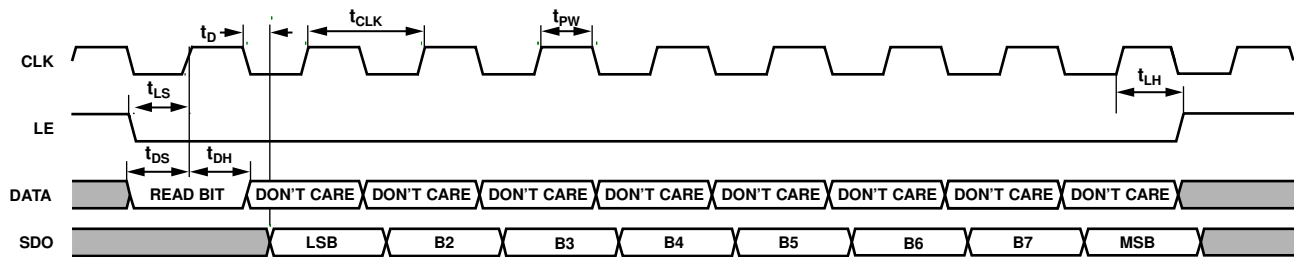 tD tCLK tPW
CLK
tLS tLH
LE
tDS tDH
DATA READ BIT DON'T CARE DON'T CARE DON'T CARE DON'T CARE DON'T CARE DON'T CARE DON'T CARE DON'T CARE
SDO LSB B2 B3 B4 B5 B6 B7 MSB